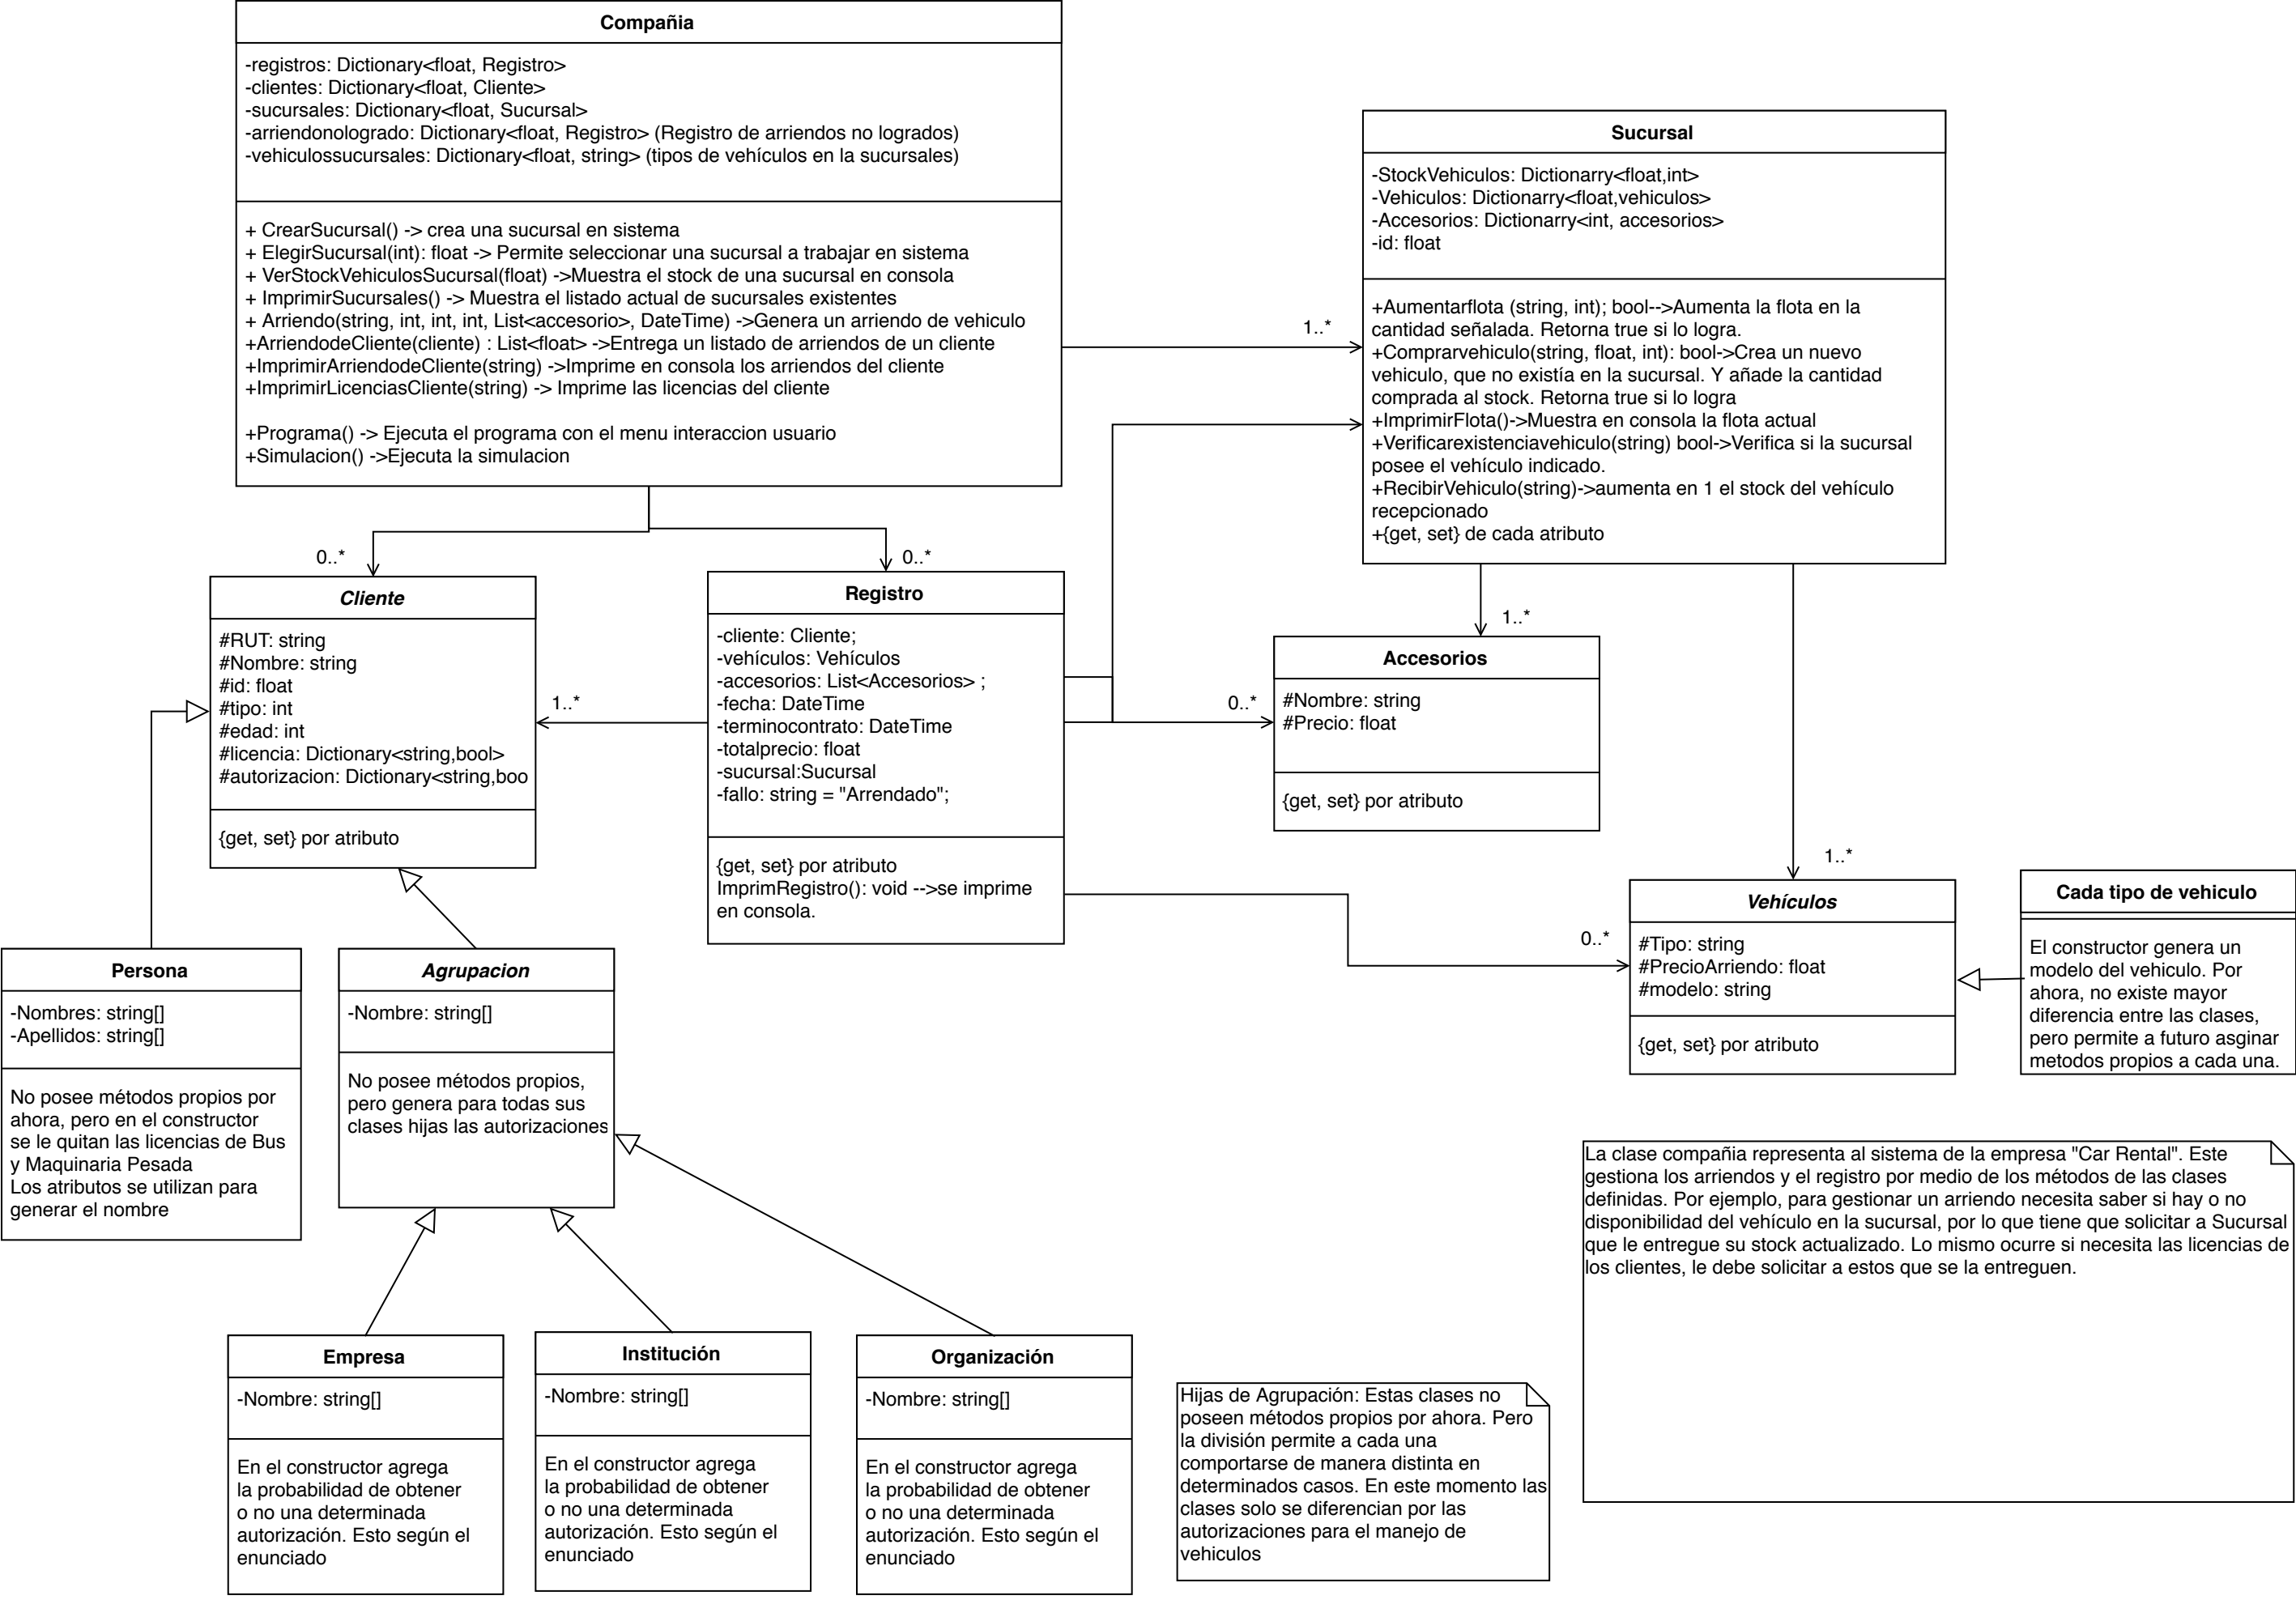 Compañia
-registros: Dictionary<float, Registro>
-clientes: Dictionary<float, Cliente>
-sucursales: Dictionary<float, Sucursal>
-arriendonologrado: Dictionary<float, Registro> (Registro de arriendos no logrados)
-vehiculossucursales: Dictionary<float, string> (tipos de vehículos en la sucursales)
+ CrearSucursal() -> crea una sucursal en sistema
+ ElegirSucursal(int): float -> Permite seleccionar una sucursal a trabajar en sistema
+ VerStockVehiculosSucursal(float) ->Muestra el stock de una sucursal en consola
+ ImprimirSucursales() -> Muestra el listado actual de sucursales existentes
+ Arriendo(string, int, int, int, List<accesorio>, DateTime) ->Genera un arriendo de vehiculo
+ArriendodeCliente(cliente) : List<float> ->Entrega un listado de arriendos de un cliente
+ImprimirArriendodeCliente(string) ->Imprime en consola los arriendos del cliente
+ImprimirLicenciasCliente(string) -> Imprime las licencias del cliente
+Programa() -> Ejecuta el programa con el menu interaccion usuario
+Simulacion() ->Ejecuta la simulacion
Sucursal
-StockVehiculos: Dictionarry<float,int>
-Vehiculos: Dictionarry<float,vehiculos>
-Accesorios: Dictionarry<int, accesorios>
-id: float
+Aumentarflota (string, int); bool-->Aumenta la flota en la
cantidad señalada. Retorna true si lo logra.
+Comprarvehiculo(string, float, int): bool->Crea un nuevo
vehiculo, que no existía en la sucursal. Y añade la cantidad
comprada al stock. Retorna true si lo logra
+ImprimirFlota()->Muestra en consola la flota actual
+Verificarexistenciavehiculo(string) bool->Verifica si la sucursal
posee el vehículo indicado.
+RecibirVehiculo(string)->aumenta en 1 el stock del vehículo
recepcionado
+{get, set} de cada atributo
1..*
0..*
0..*
Cliente
#RUT: string
#Nombre: string
#id: float
#tipo: int
#edad: int
#licencia: Dictionary<string,bool>
#autorizacion: Dictionary<string,boo
{get, set} por atributo
1..*
Registro
-cliente: Cliente;
-vehículos: Vehículos
-accesorios: List<Accesorios> ;
-fecha: DateTime
-terminocontrato: DateTime
-totalprecio: float
-sucursal:Sucursal
-fallo: string = "Arrendado";
{get, set} por atributo
ImprimRegistro(): void -->se imprime
en consola.
1..*
0..*
Accesorios
#Nombre: string
#Precio: float
{get, set} por atributo
1..*
0..*
Vehículos
#Tipo: string
#PrecioArriendo: float
#modelo: string
{get, set} por atributo
Cada tipo de vehiculo
El constructor genera un
modelo del vehiculo. Por
ahora, no existe mayor
diferencia entre las clases,
pero permite a futuro asginar
metodos propios a cada una.
Persona
-Nombres: string[]
-Apellidos: string[]
No posee métodos propios por
ahora, pero en el constructor
se le quitan las licencias de Bus
y Maquinaria Pesada
Los atributos se utilizan para
generar el nombre
Agrupacion
-Nombre: string[]
No posee métodos propios,
pero genera para todas sus
clases hijas las autorizaciones
La clase compañia representa al sistema de la empresa "Car Rental". Este
gestiona los arriendos y el registro por medio de los métodos de las clases
definidas. Por ejemplo, para gestionar un arriendo necesita saber si hay o no
disponibilidad del vehículo en la sucursal, por lo que tiene que solicitar a Sucursal
que le entregue su stock actualizado. Lo mismo ocurre si necesita las licencias de
los clientes, le debe solicitar a estos que se la entreguen.
Empresa
-Nombre: string[]
En el constructor agrega
la probabilidad de obtener
o no una determinada
autorización. Esto según el
enunciado
Institución
-Nombre: string[]
En el constructor agrega
la probabilidad de obtener
o no una determinada
autorización. Esto según el
enunciado
Organización
-Nombre: string[]
En el constructor agrega
la probabilidad de obtener
o no una determinada
autorización. Esto según el
enunciado
Hijas de Agrupación: Estas clases no
poseen métodos propios por ahora. Pero
la división permite a cada una
comportarse de manera distinta en
determinados casos. En este momento las
clases solo se diferencian por las
autorizaciones para el manejo de
vehiculos